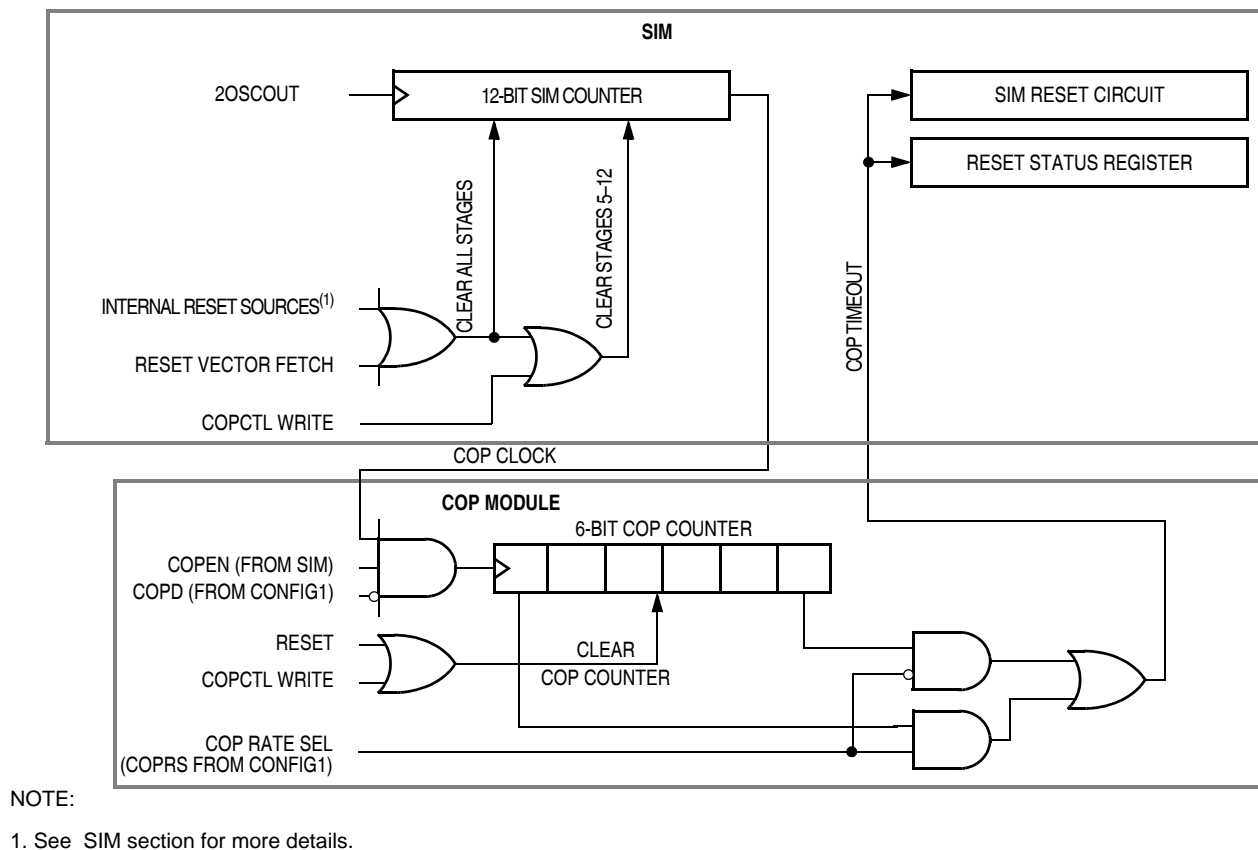 SIM
2OSCOUT
12-BIT SIM COUNTER
SIM RESET CIRCUIT
RESET STATUS REGISTER
CLEAR ALL STAGES
CLEAR STAGES 5–12
COP TIMEOUT
INTERNAL RESET SOURCES(1)
RESET VECTOR FETCH
COPCTL WRITE
COP CLOCK
COP MODULE
6-BIT COP COUNTER
COPEN (FROM SIM)
COPD (FROM CONFIG1)
RESET
COPCTL WRITE
CLEAR
COP COUNTER
COP RATE SEL
(COPRS FROM CONFIG1)
NOTE:
1. See SIM section for more details.